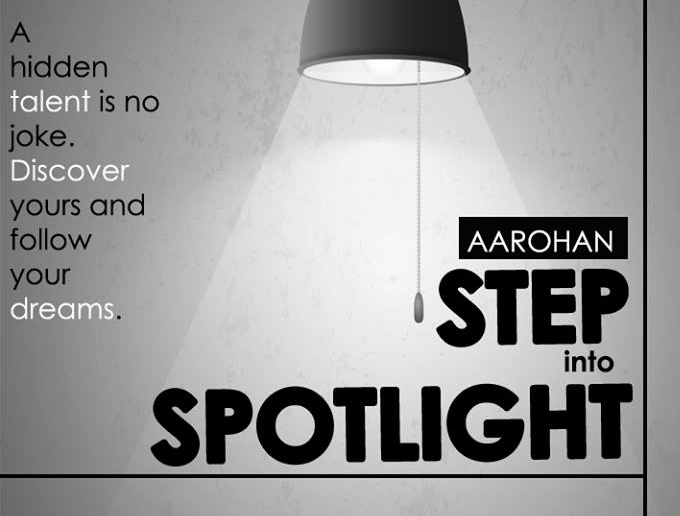 A
hidden
talent is no
joke.
Discover
yours and
follow
your
dreams.
AAROHAN
STEP
into
SPOTLIGHT